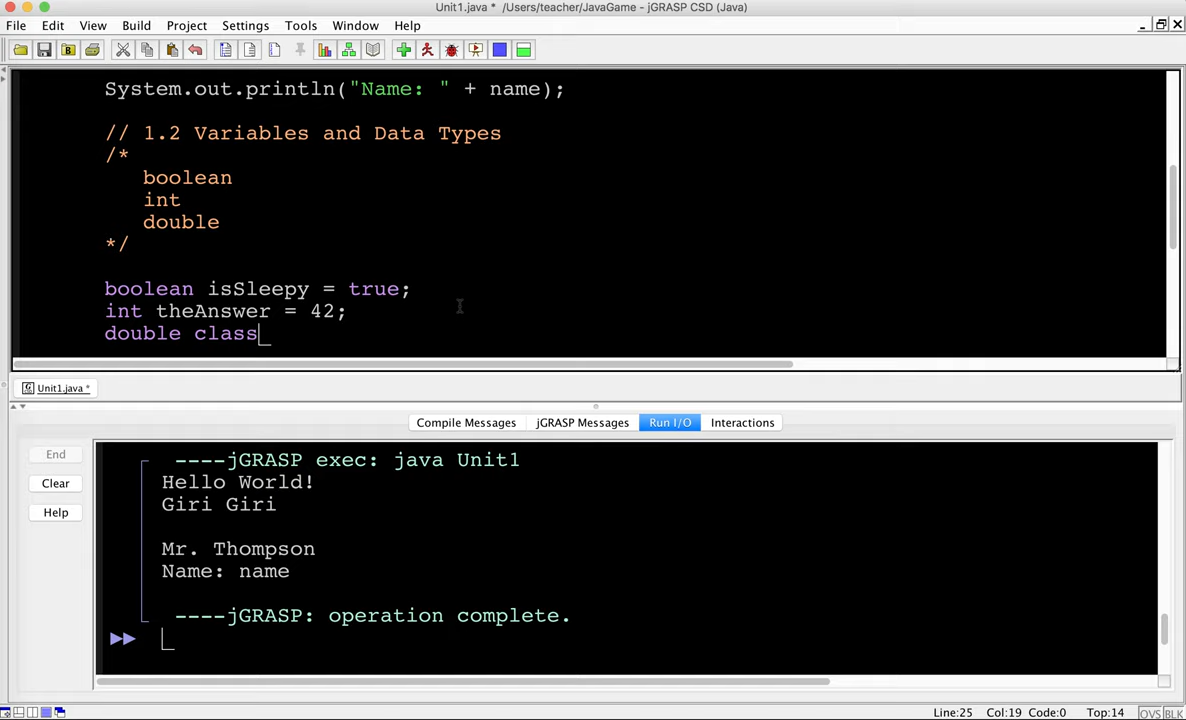 Unit1.java * /Users/teacher/JavaGame - jGRASP CSD (Java)
File Edit View Build Project Settings Tools Window Help
System.out.println("Name: " + name);
// 1.2 Variables and Data Types
/*
boolean
int
double
*/
boolean isSleepy = true;
int theAnswer = 42;
double class
Unit1.java *
Compile Messages jGRASP Messages Run I/O Interactions
End
Clear
Help
----jGRASP exec: java Unit1
Hello World!
Giri Giri
Mr. Thompson
Name: name
----jGRASP: operation complete.
Line:25 Col:19 Code:0 Top:14 OVS BLK